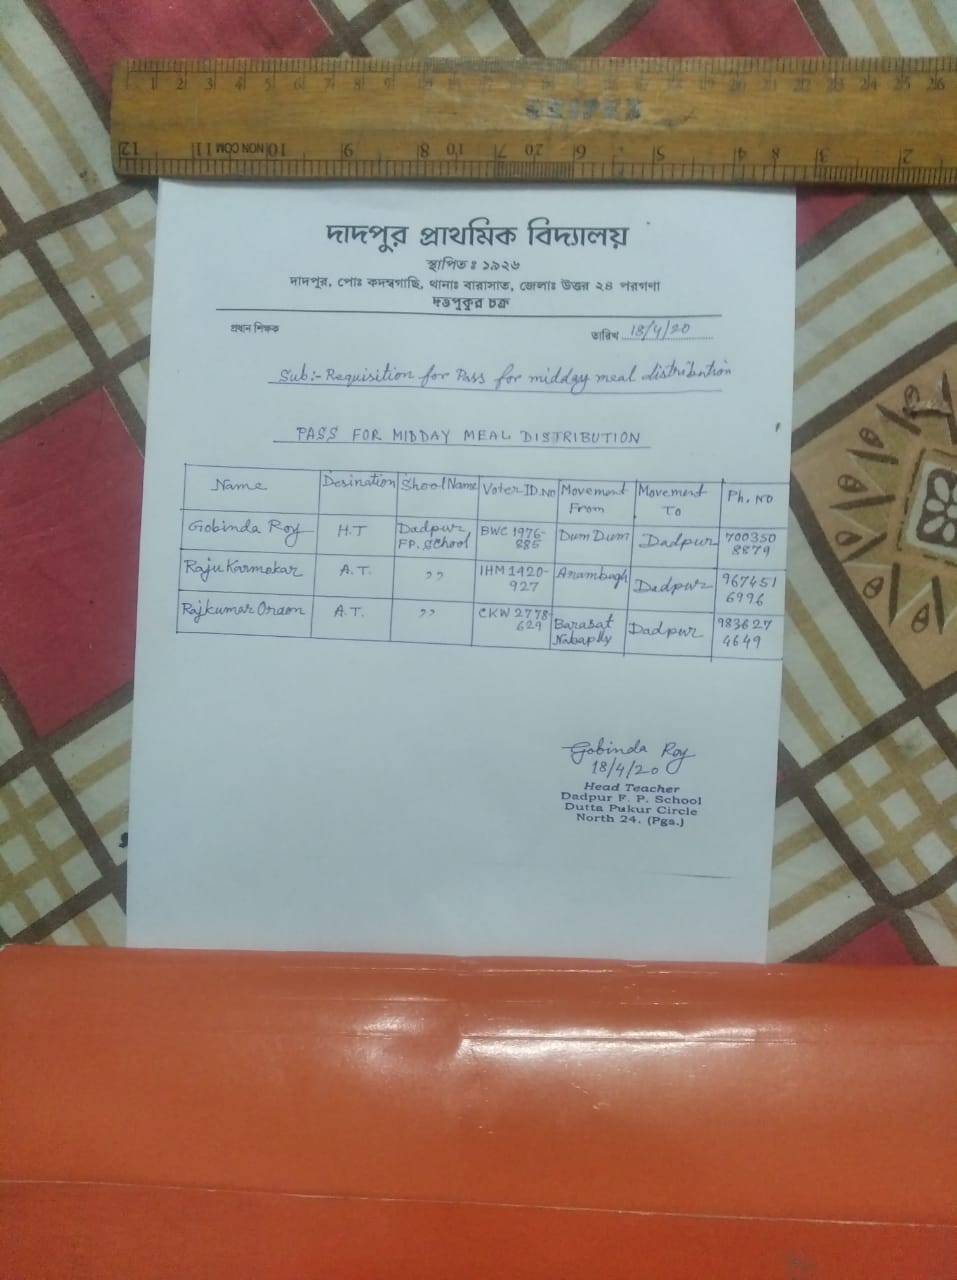 দাদপুর প্রাথমিক বিদ্যালয়
স্থাপিত ঃ ১৯২৬
দাদপুর, পোঃ কদম্বগাছি, থানাঃ বারাসাত, জেলাঃ উত্তর ২৪ পরগণা
দত্তপুকুর চক্র
প্রধান শিক্ষক
তারিখ 18/4/20
Sub:- Requisition for Pass for midday meal distribution
PASS FOR MIDDAY MEAL DISTRIBUTION
Name Desination Shool Name Voter ID.No Movement From Movement To Ph. No
Gobinda Roy H.T Dadpur F.P. School BWC 1976-885 Dum Dum Dadpur 700350 8879
Raju Karmokar A.T. ,, IHM 1420-927 Arambagh Dadpur 967451 6996
Rajkumar Oraon A.T. ,, CKW 2778-629 Barasat Nabapally Dadpur 983627 4649
Gobinda Roy
18/4/20
Head Teacher
Dadpur F. P. School
Dutta Pukur Circle
North 24. (Pgs.)